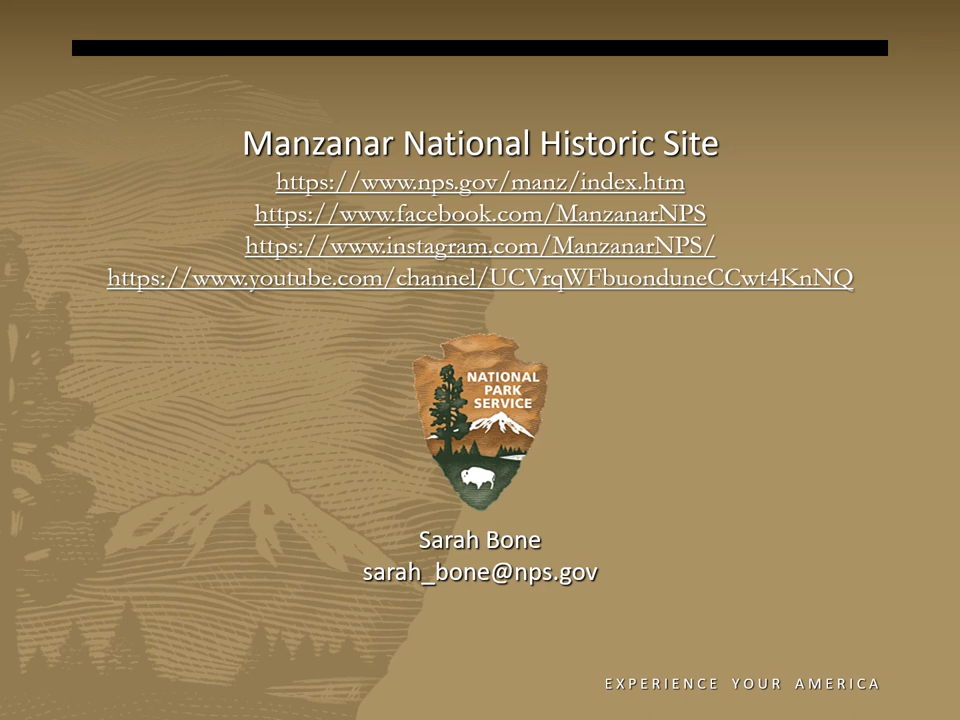 Manzanar National Historic Site
https://www.nps.gov/manz/index.htm
https://www.facebook.com/ManzanarNPS
https://www.instagram.com/ManzanarNPS/
https://www.youtube.com/channel/UCVrqWFbuonduneCCwt4KnNQ
NATIONAL
PARK
SERVICE
Sarah Bone
sarah_bone@nps.gov
EXPERIENCE YOUR AMERICA